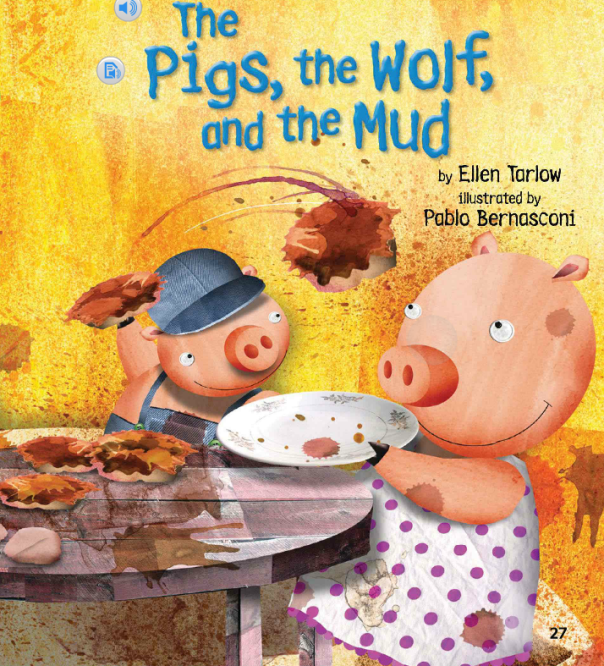 The
Pigs, the Wolf,
and the Mud
by Ellen Tarlow
illustrated by
Pablo Bernasconi
27